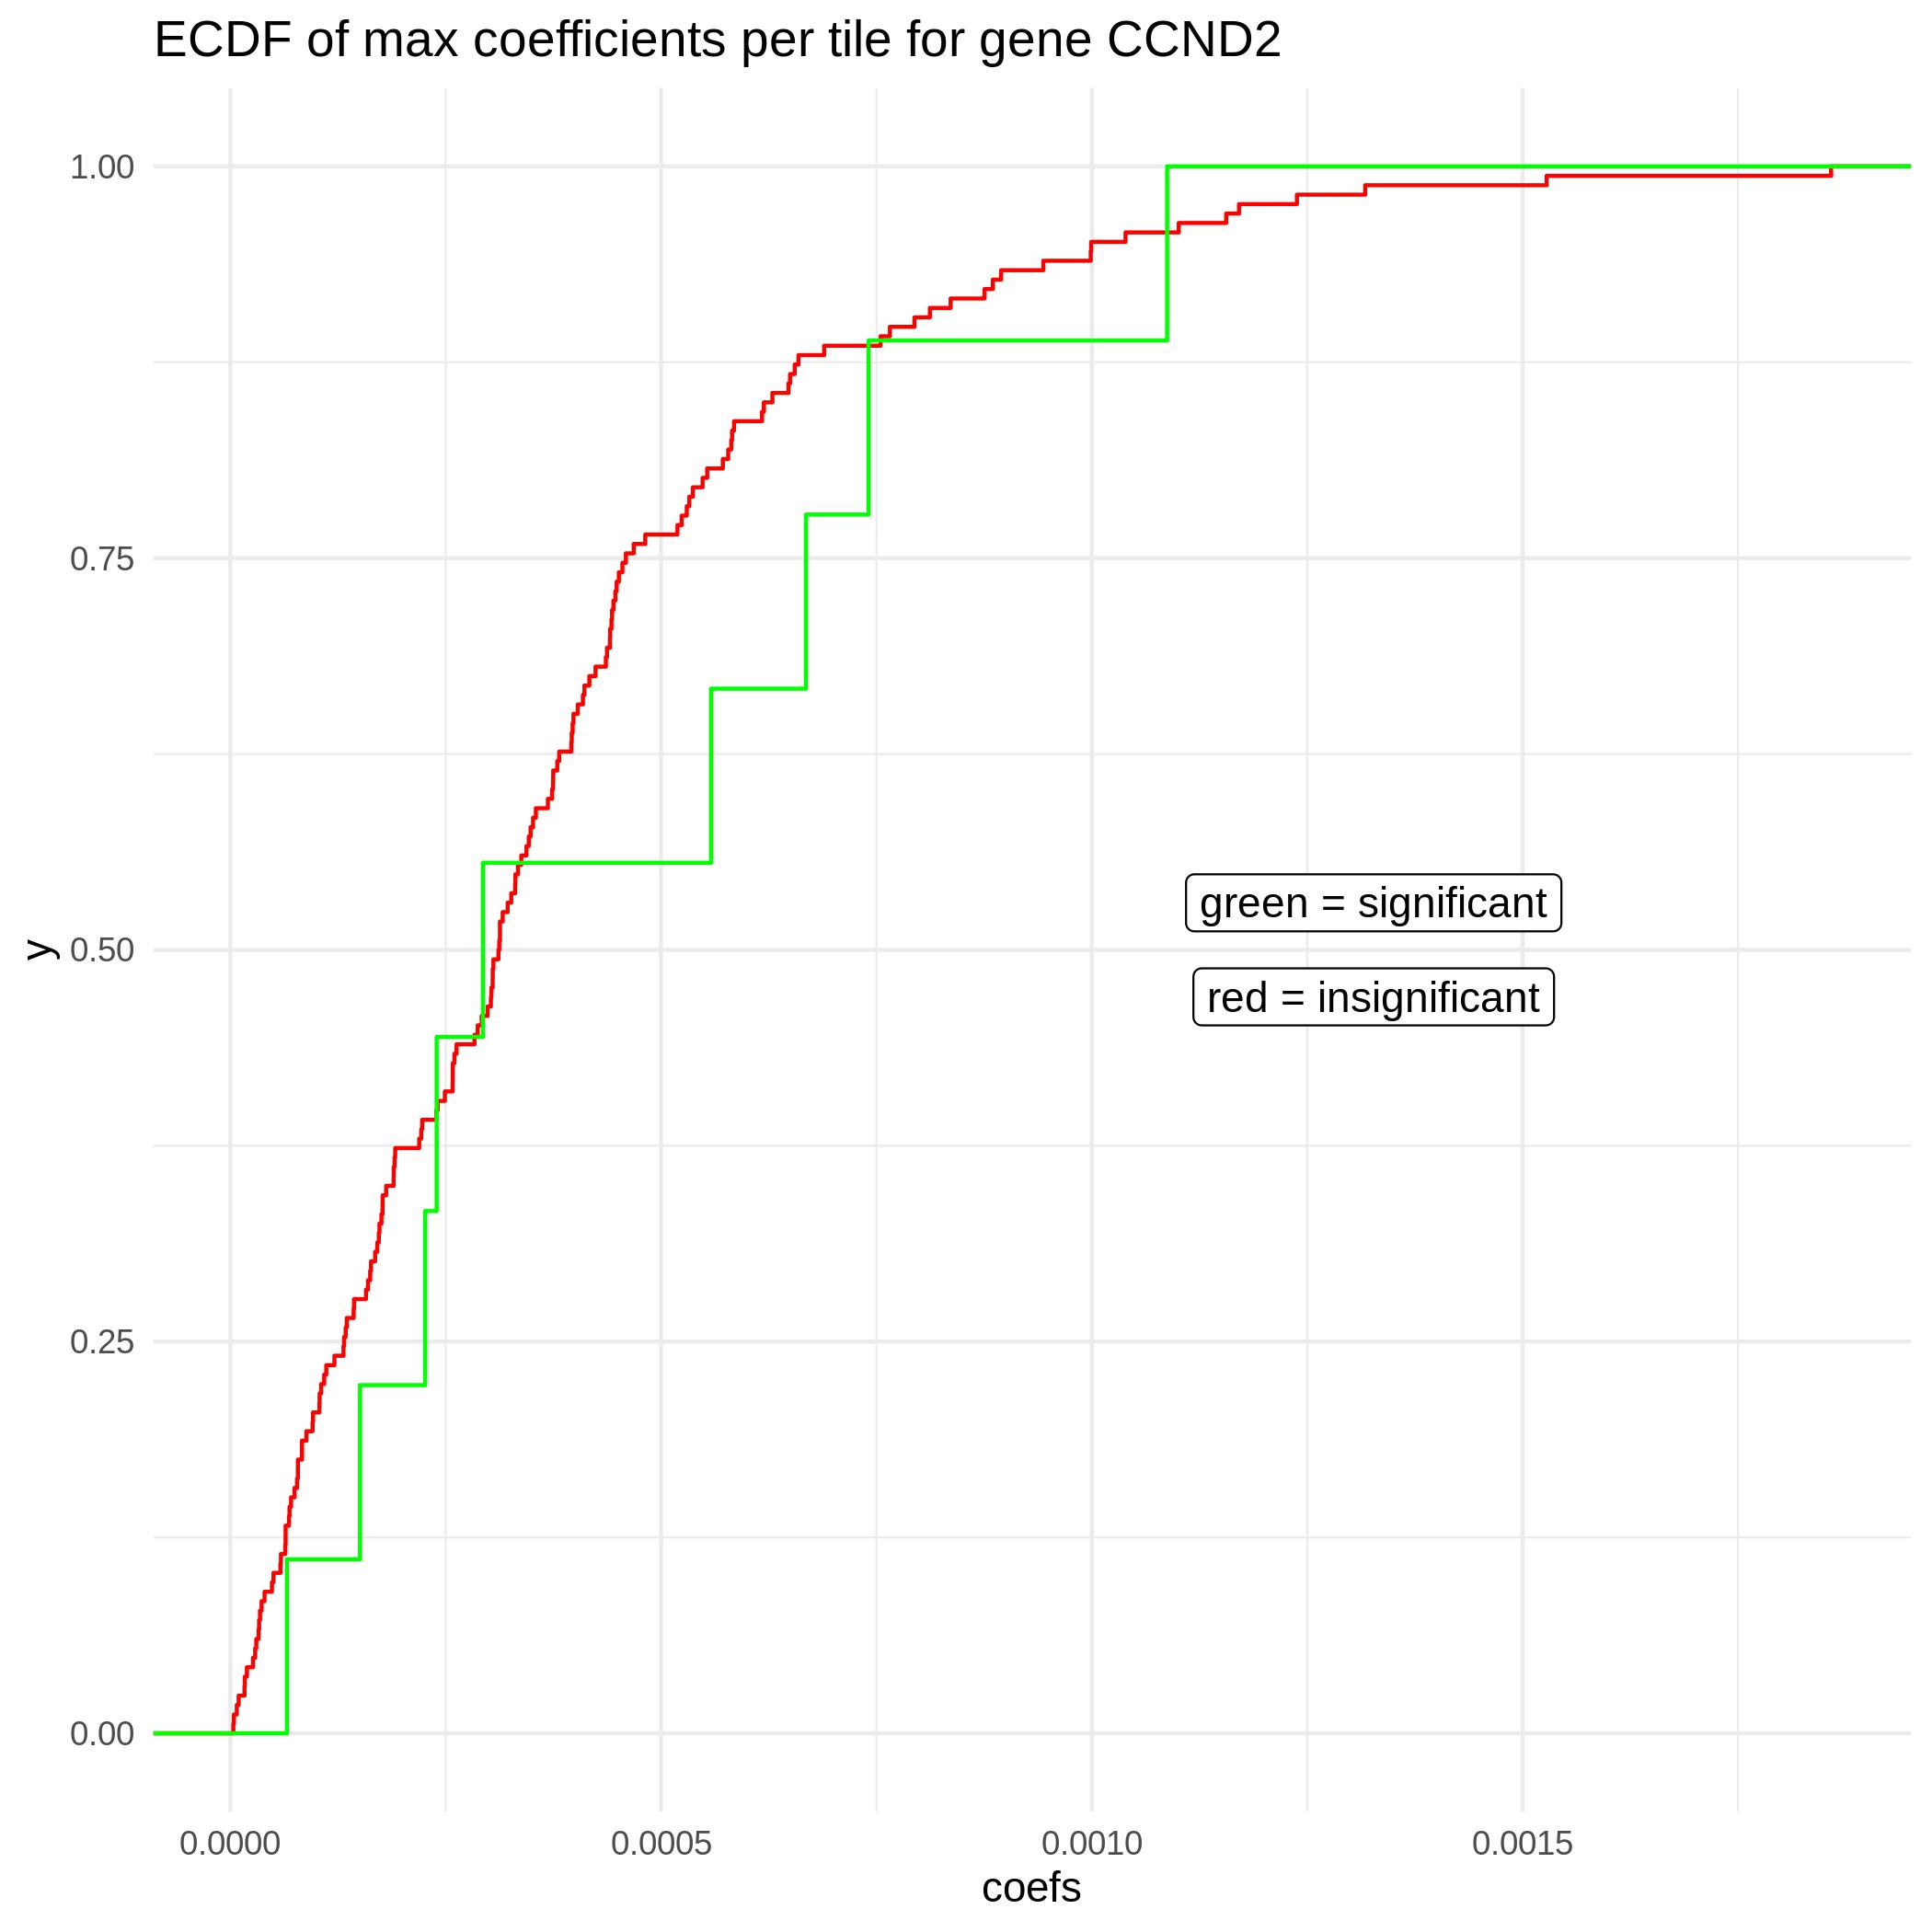 ECDF of max coefficients per tile for gene CCND2
1.00
0.75
0.50
0.25
0.00
y
green = significant
red = insignificant
0.0000 0.0005 0.0010 0.0015
coefs